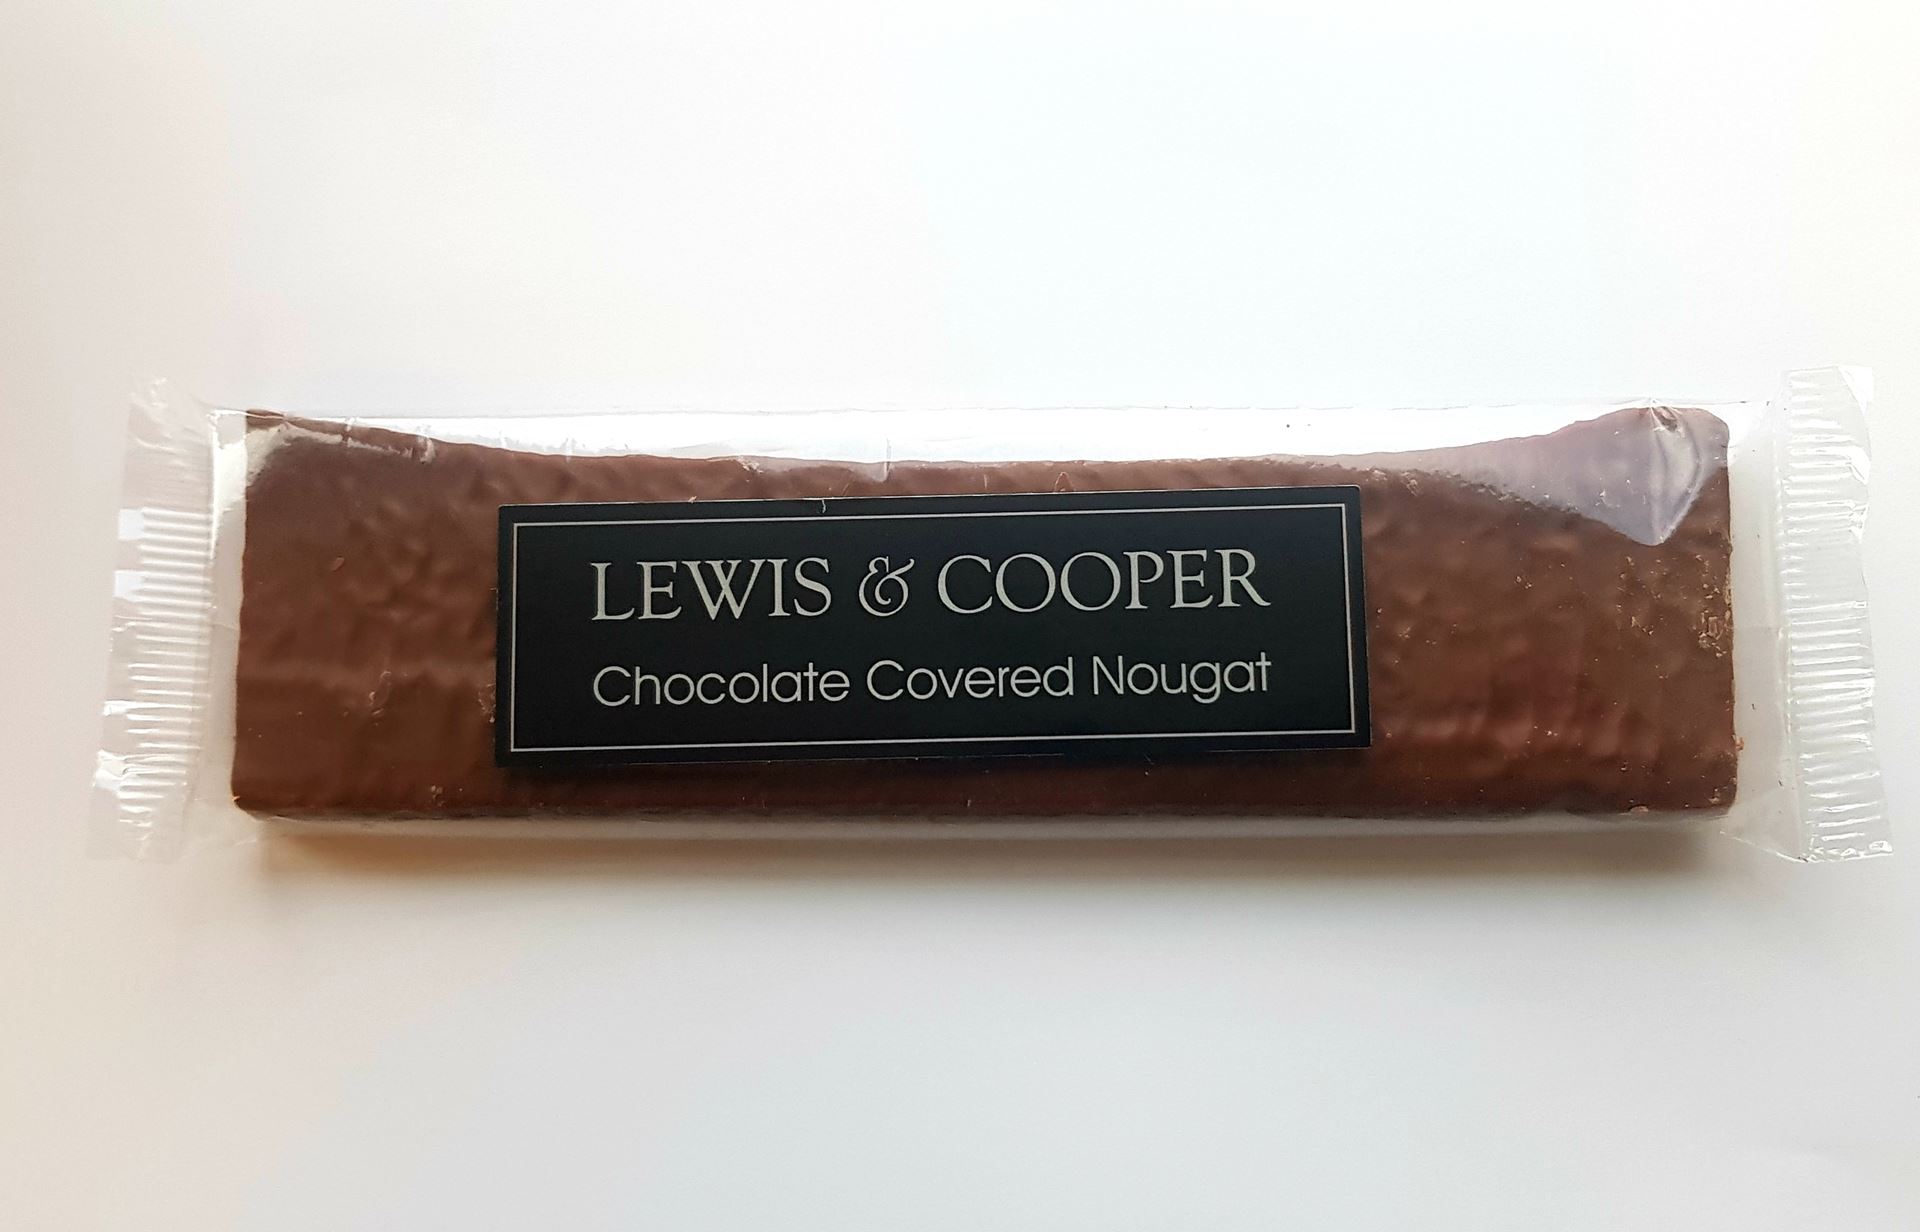 LEWIS & COOPER
Chocolate Covered Nougat